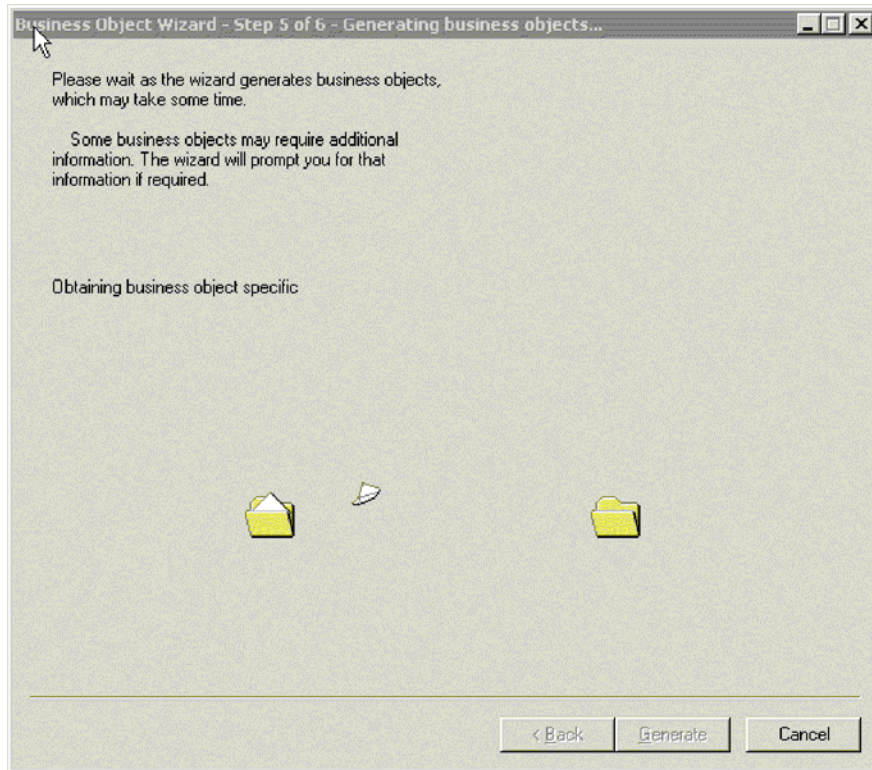 Business Object Wizard - Step 5 of 6 - Generating business objects...
Please wait as the wizard generates business objects,
which may take some time.
Some business objects may require additional
information. The wizard will prompt you for that
information if required.
Obtaining business object specific
< Back
Generate
Cancel